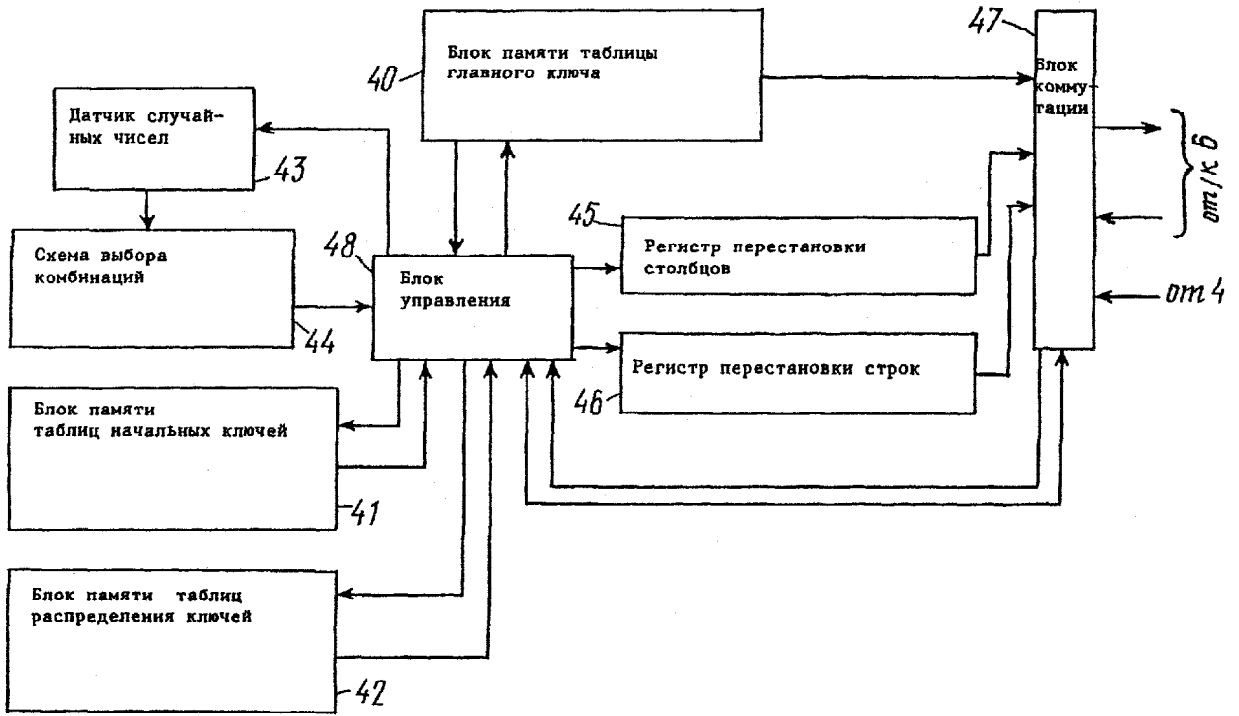 47
Блок памяти таблицы
главного ключа
40
Блок
комму-
тации
Датчик случай-
ных чисел
43
от/к 6
45
Схема выбора
комбинаций
44
48
Блок
управления
Регистр перестановки
столбцов
от 4
Регистр перестановки строк
46
Блок памяти
таблиц начальных ключей
41
Блок памяти таблиц
распределения ключей
42